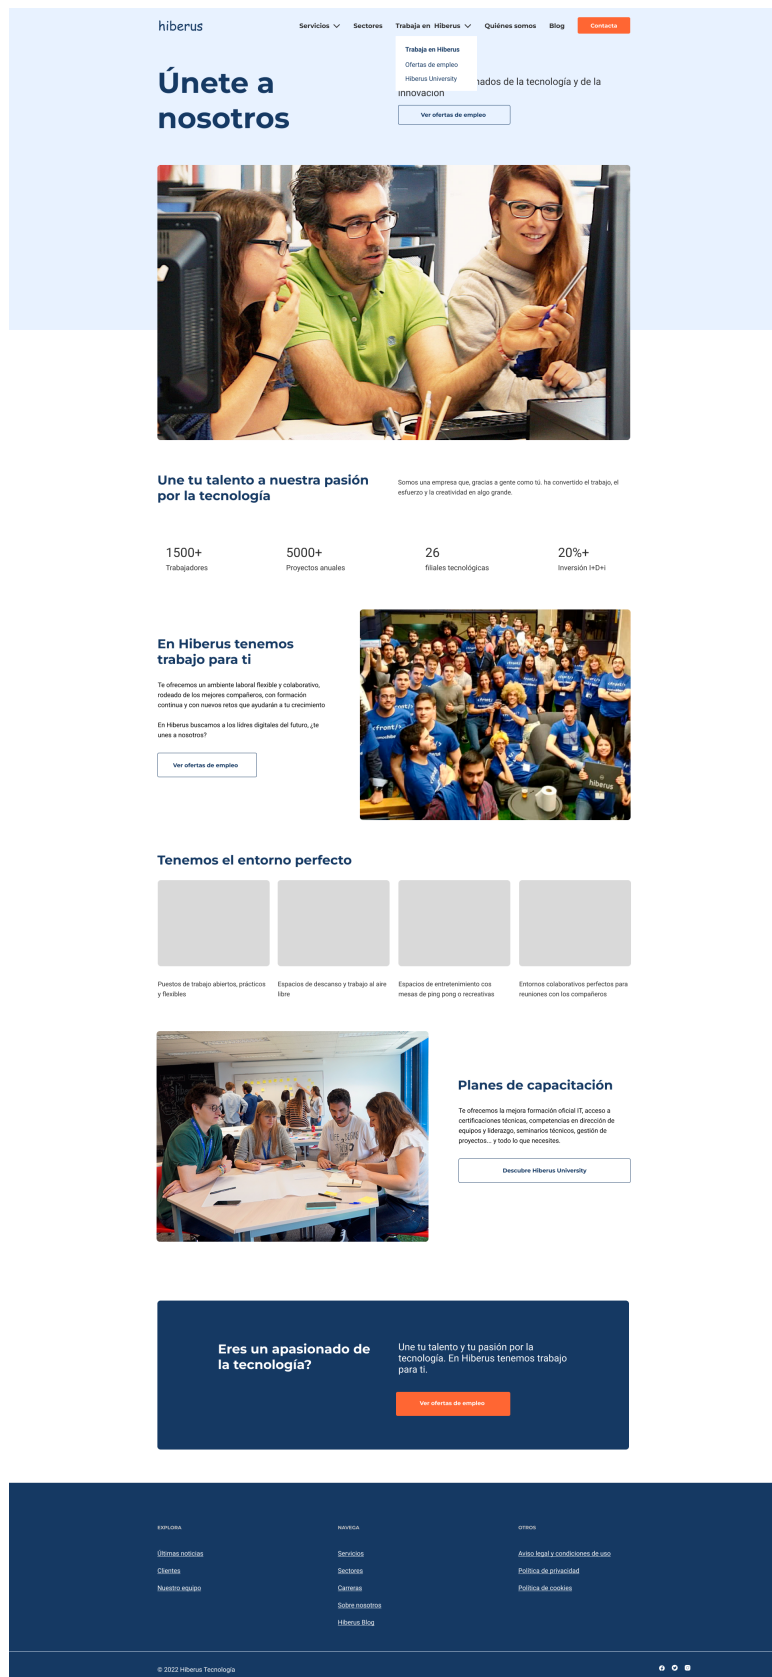 hiberus
Servicios
Sectores
Trabaja en Hiberus
Quiénes somos
Blog
Contacta
Trabaja en Hiberus
Ofertas de empleo
Hiberus University
Únete a
nosotros
de la tecnología y de la
innovación
Ver ofertas de empleo
Une tu talento a nuestra pasión
por la tecnología
Somos una empresa que, gracias a gente como tú. ha convertido el trabajo, el
esfuerzo y la creatividad en algo grande.
1500+
Trabajadores
5000+
Proyectos anuales
26
filiales tecnológicas
20%+
Inversión I+D+i
En Hiberus tenemos
trabajo para ti
Te ofrecemos un ambiente laboral flexible y colaborativo,
rodeado de los mejores compañeros, con formación
continua y con nuevos retos que ayudarán a tu crecimiento
En Hiberus buscamos a los lídres digitales del futuro, ¿te
unes a nosotros?
Ver ofertas de empleo
hiberus
Tenemos el entorno perfecto
Puestos de trabajo abiertos, prácticos
y flexibles
Espacios de descanso y trabajo al aire
libre
Espacios de entretenimiento cos
mesas de ping pong o recreativas
Entornos colaborativos perfectos para
reuniones con los compañeros
Planes de capacitación
Te ofrecemos la mejora formación oficial IT, acceso a
certificaciones técnicas, competencias en dirección de
equipos y liderazgo, seminarios técnicos, gestión de
proyectos... y todo lo que necesites.
Descubre Hiberus University
Eres un apasionado de
la tecnología?
Une tu talento y tu pasión por la
tecnología. En Hiberus tenemos trabajo
para ti.
Ver ofertas de empleo
EXPLORA
Últimas noticias
Clientes
Nuestro equipo
NAVEGA
Servicios
Sectores
Carreras
Sobre nosotros
Hiberus Blog
OTROS
Aviso legal y condiciones de uso
Política de privacidad
Política de cookies
© 2022 Hiberus Tecnología